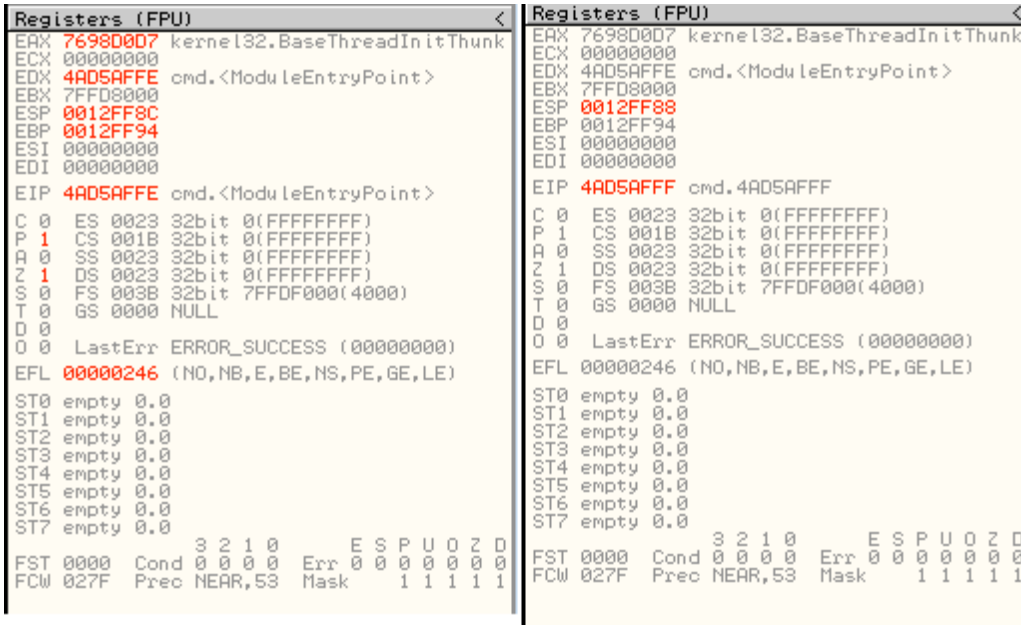 Registers (FPU) <
EAX 7698D0D7 kernel32.BaseThreadInitThunk
ECX 00000000
EDX 4AD5AFFE cmd.<ModuleEntryPoint>
EBX 7FFD8000
ESP 0012FF8C
EBP 0012FF94
ESI 00000000
EDI 00000000
EIP 4AD5AFFE cmd.<ModuleEntryPoint>
C 0 ES 0023 32bit 0(FFFFFFFF)
P 1 CS 001B 32bit 0(FFFFFFFF)
A 0 SS 0023 32bit 0(FFFFFFFF)
Z 1 DS 0023 32bit 0(FFFFFFFF)
S 0 FS 003B 32bit 7FFDF000(4000)
T 0 GS 0000 NULL
D 0
O 0 LastErr ERROR_SUCCESS (00000000)
EFL 00000246 (NO,NB,E,BE,NS,PE,GE,LE)
ST0 empty 0.0
ST1 empty 0.0
ST2 empty 0.0
ST3 empty 0.0
ST4 empty 0.0
ST5 empty 0.0
ST6 empty 0.0
ST7 empty 0.0
3 2 1 0 E S P U O Z D
FST 0000 Cond 0 0 0 0 Err 0 0 0 0 0 0 0
FCW 027F Prec NEAR,53 Mask 1 1 1 1 1
Registers (FPU) <
EAX 7698D0D7 kernel32.BaseThreadInitThunk
ECX 00000000
EDX 4AD5AFFE cmd.<ModuleEntryPoint>
EBX 7FFD8000
ESP 0012FF88
EBP 0012FF94
ESI 00000000
EDI 00000000
EIP 4AD5AFFF cmd.4AD5AFFF
C 0 ES 0023 32bit 0(FFFFFFFF)
P 1 CS 001B 32bit 0(FFFFFFFF)
A 0 SS 0023 32bit 0(FFFFFFFF)
Z 1 DS 0023 32bit 0(FFFFFFFF)
S 0 FS 003B 32bit 7FFDF000(4000)
T 0 GS 0000 NULL
D 0
O 0 LastErr ERROR_SUCCESS (00000000)
EFL 00000246 (NO,NB,E,BE,NS,PE,GE,LE)
ST0 empty 0.0
ST1 empty 0.0
ST2 empty 0.0
ST3 empty 0.0
ST4 empty 0.0
ST5 empty 0.0
ST6 empty 0.0
ST7 empty 0.0
3 2 1 0 E S P U O Z D
FST 0000 Cond 0 0 0 0 Err 0 0 0 0 0 0 0
FCW 027F Prec NEAR,53 Mask 1 1 1 1 1